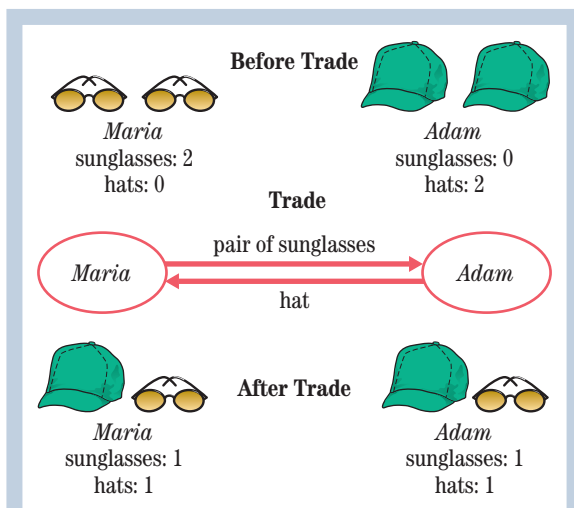 Before Trade
Maria
sunglasses: 2
hats: 0
Adam
sunglasses: 0
hats: 2
Trade
Maria
pair of sunglasses
hat
Adam
After Trade
Maria
sunglasses: 1
hats: 1
Adam
sunglasses: 1
hats: 1